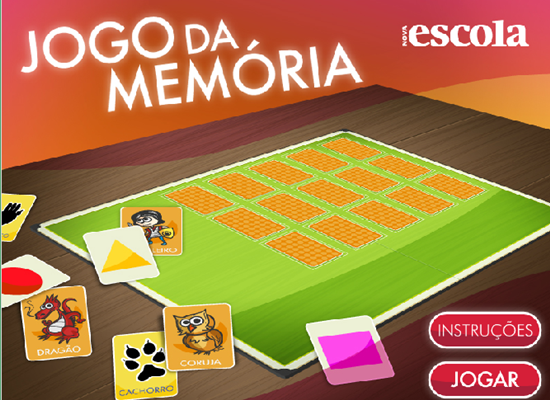 JOGO DA
MEMÓRIA
NOVA
escola
DRAGÃO
CACHORRO
CORUJA
INSTRUÇÕES
JOGAR